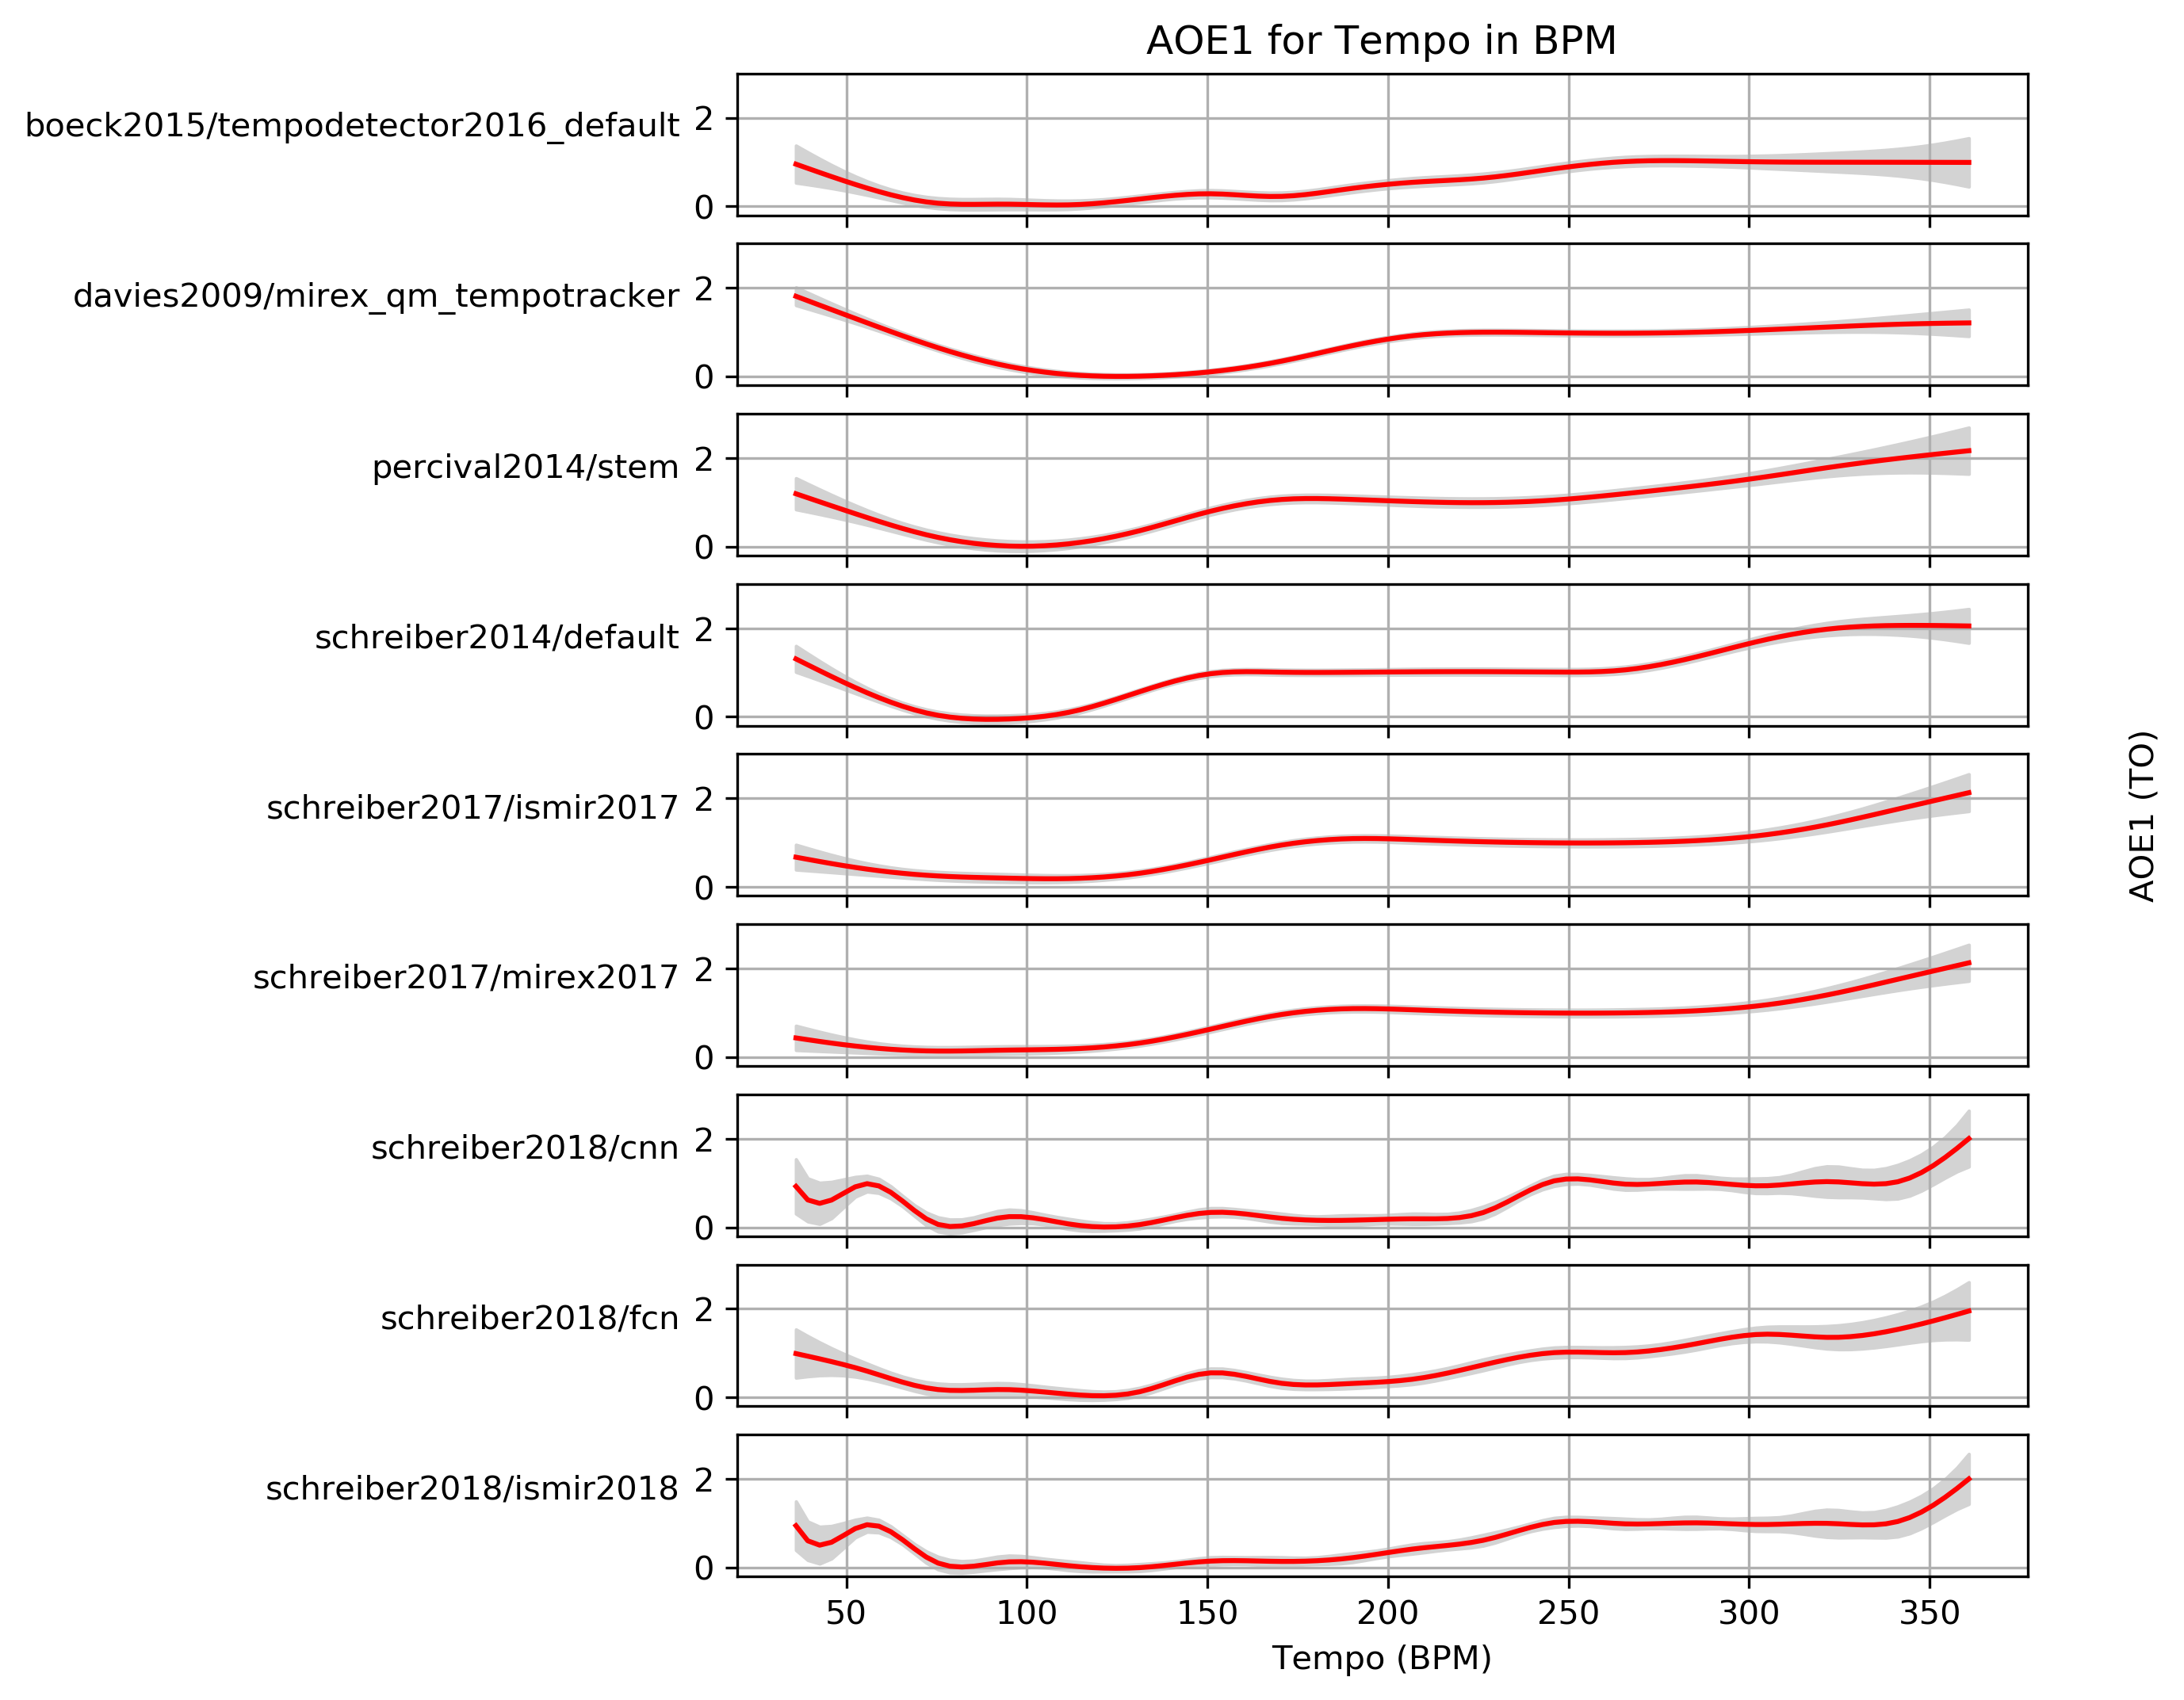 AOE1 for Tempo in BPM
boeck2015/tempodetector2016_default
2
0
davies2009/mirex_qm_tempotracker
2
0
percival2014/stem
2
0
schreiber2014/default
2
0
schreiber2017/ismir2017
2
0
schreiber2017/mirex2017
2
0
schreiber2018/cnn
2
0
schreiber2018/fcn
2
0
schreiber2018/ismir2018
2
0
50 100 150 200 250 300 350
Tempo (BPM)
AOE1 (TO)